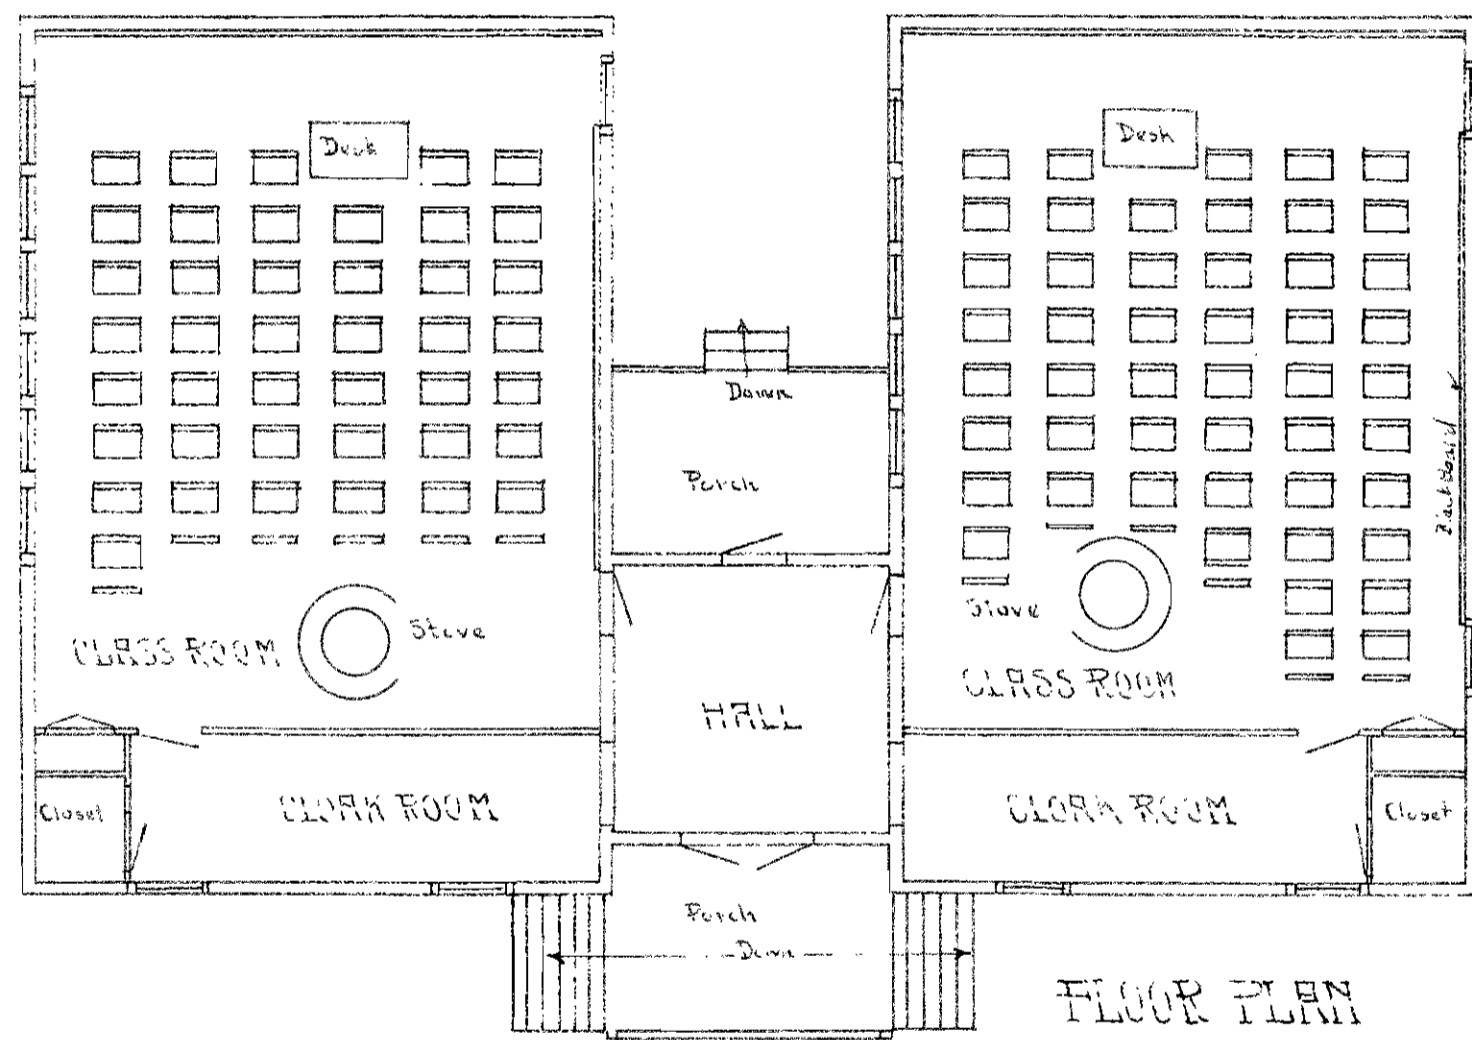 Desk
Desk
Down
Porch
Blackboard
Stove
Stove
CLASS ROOM
CLASS ROOM
HALL
Closet
CLOAK ROOM
CLOAK ROOM
Closet
Porch
Down
FLOOR PLAN